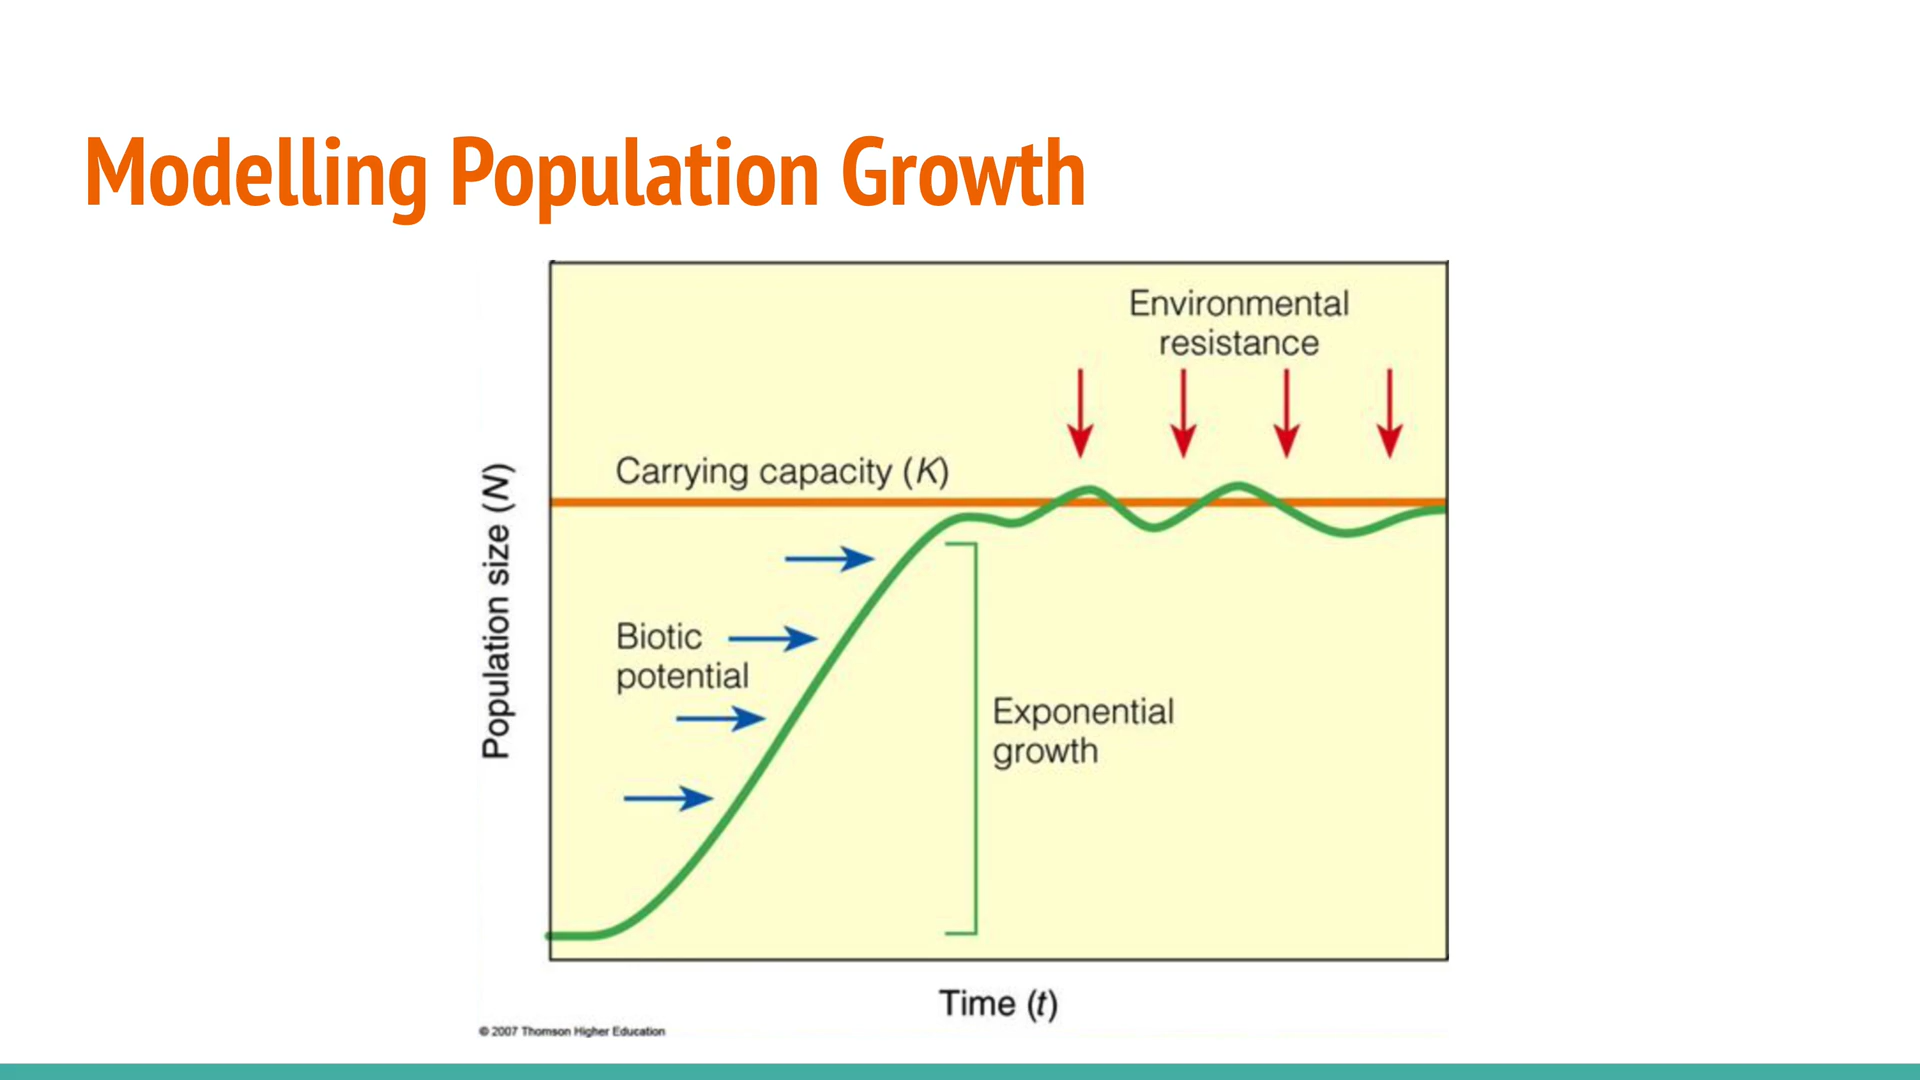 Modelling Population Growth
Environmental
resistance
Carrying capacity (K)
Biotic
potential
Exponential
growth
Population size (N)
Time (t)
© 2007 Thomson Higher Education